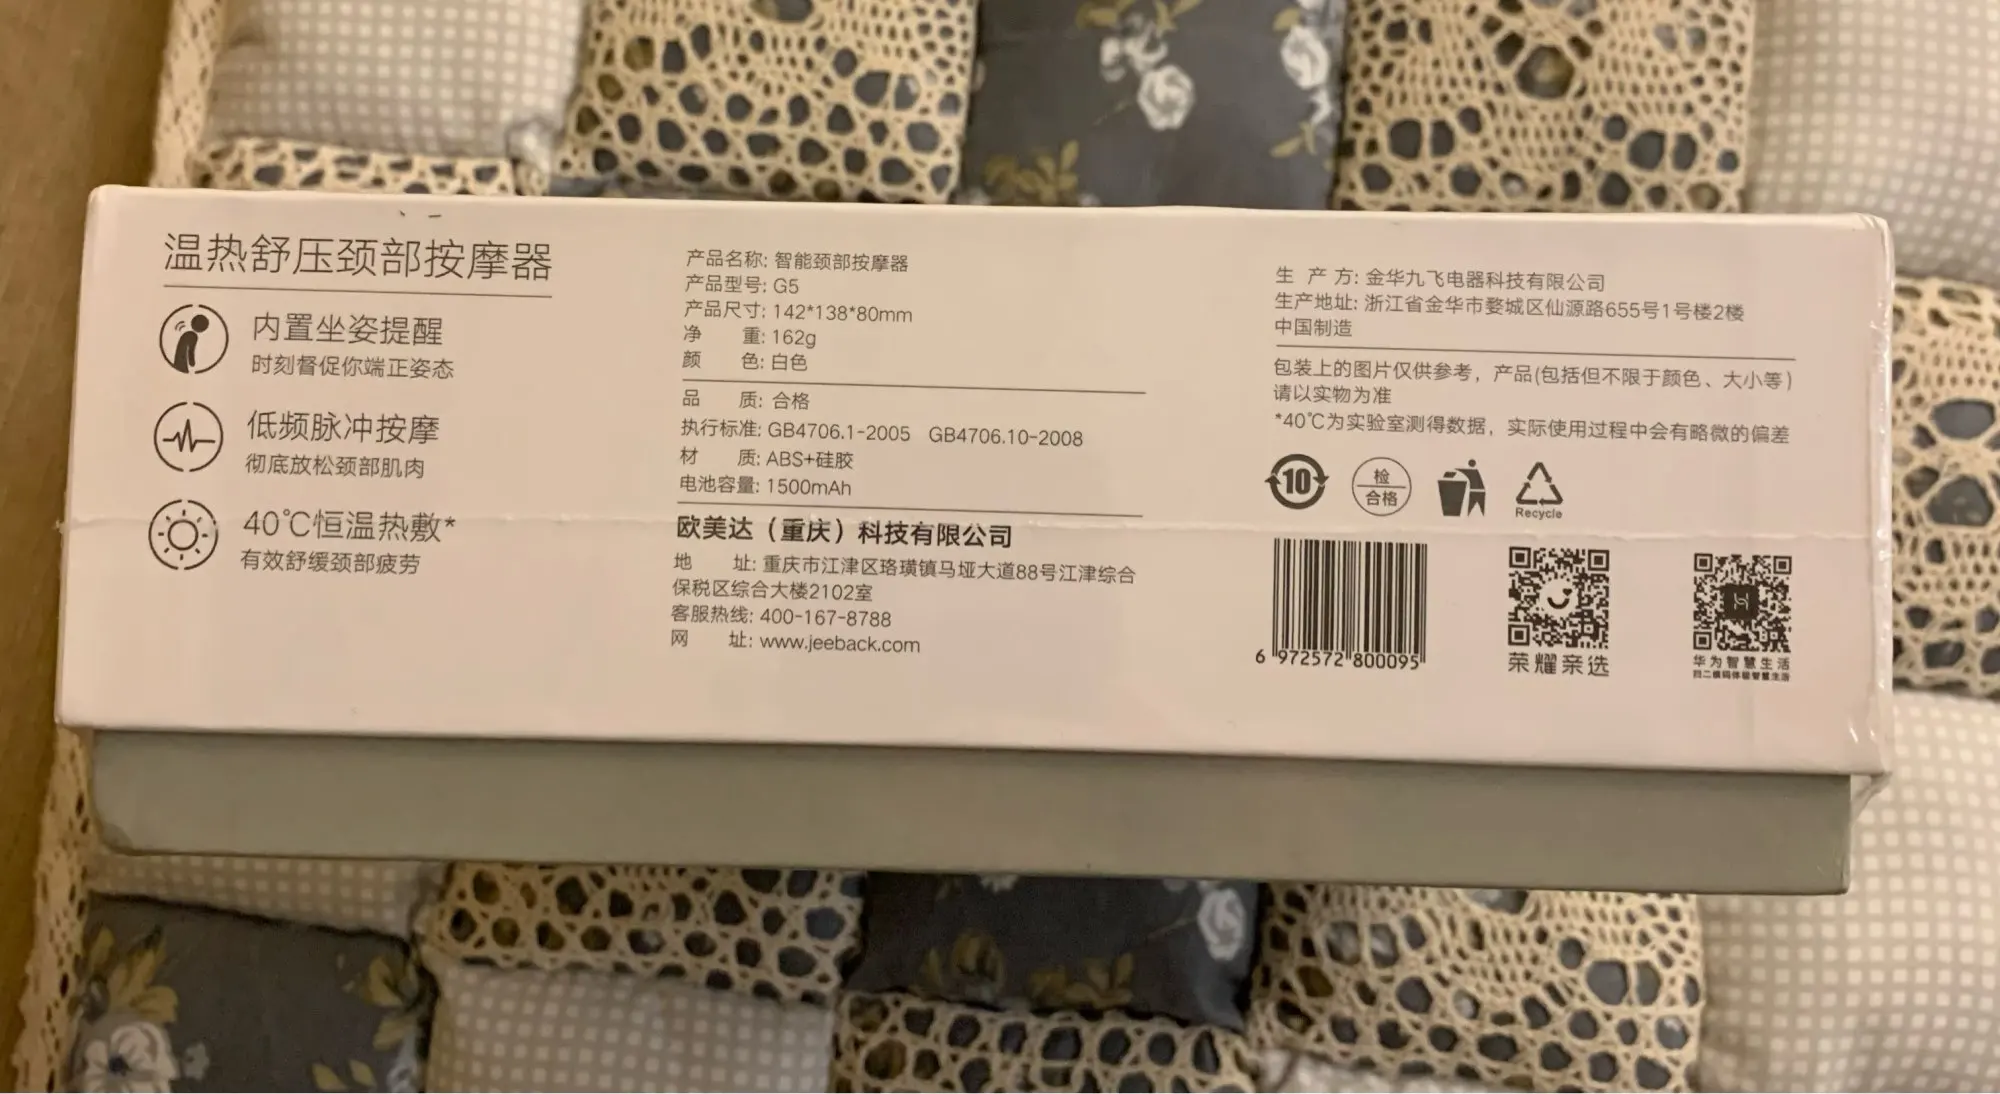 温热舒压颈部按摩器
内置坐姿提醒
时刻督促你端正姿态
低频脉冲按摩
彻底放松颈部肌肉
40℃恒温热敷*
有效舒缓颈部疲劳
产品名称: 智能颈部按摩器
产品型号: G5
产品尺寸: 142*138*80mm
净 重: 162g
颜 色: 白色
品 质: 合格
执行标准: GB4706.1-2005 GB4706.10-2008
材 质: ABS+硅胶
电池容量: 1500mAh
欧美达（重庆）科技有限公司
地 址: 重庆市江津区珞璜镇马垭大道88号江津综合
保税区综合大楼2102室
客服热线: 400-167-8788
网 址: www.jeeback.com
生 产 方: 金华九飞电器科技有限公司
生产地址: 浙江省金华市婺城区仙源路655号1号楼2楼
中国制造
包装上的图片仅供参考，产品(包括但不限于颜色、大小等)
请以实物为准
*40℃为实验室测得数据，实际使用过程中会有略微的偏差
10
检
合格
Recycle
6 972572 800095
荣耀亲选
华为智慧生活
扫二维码体验智慧生活